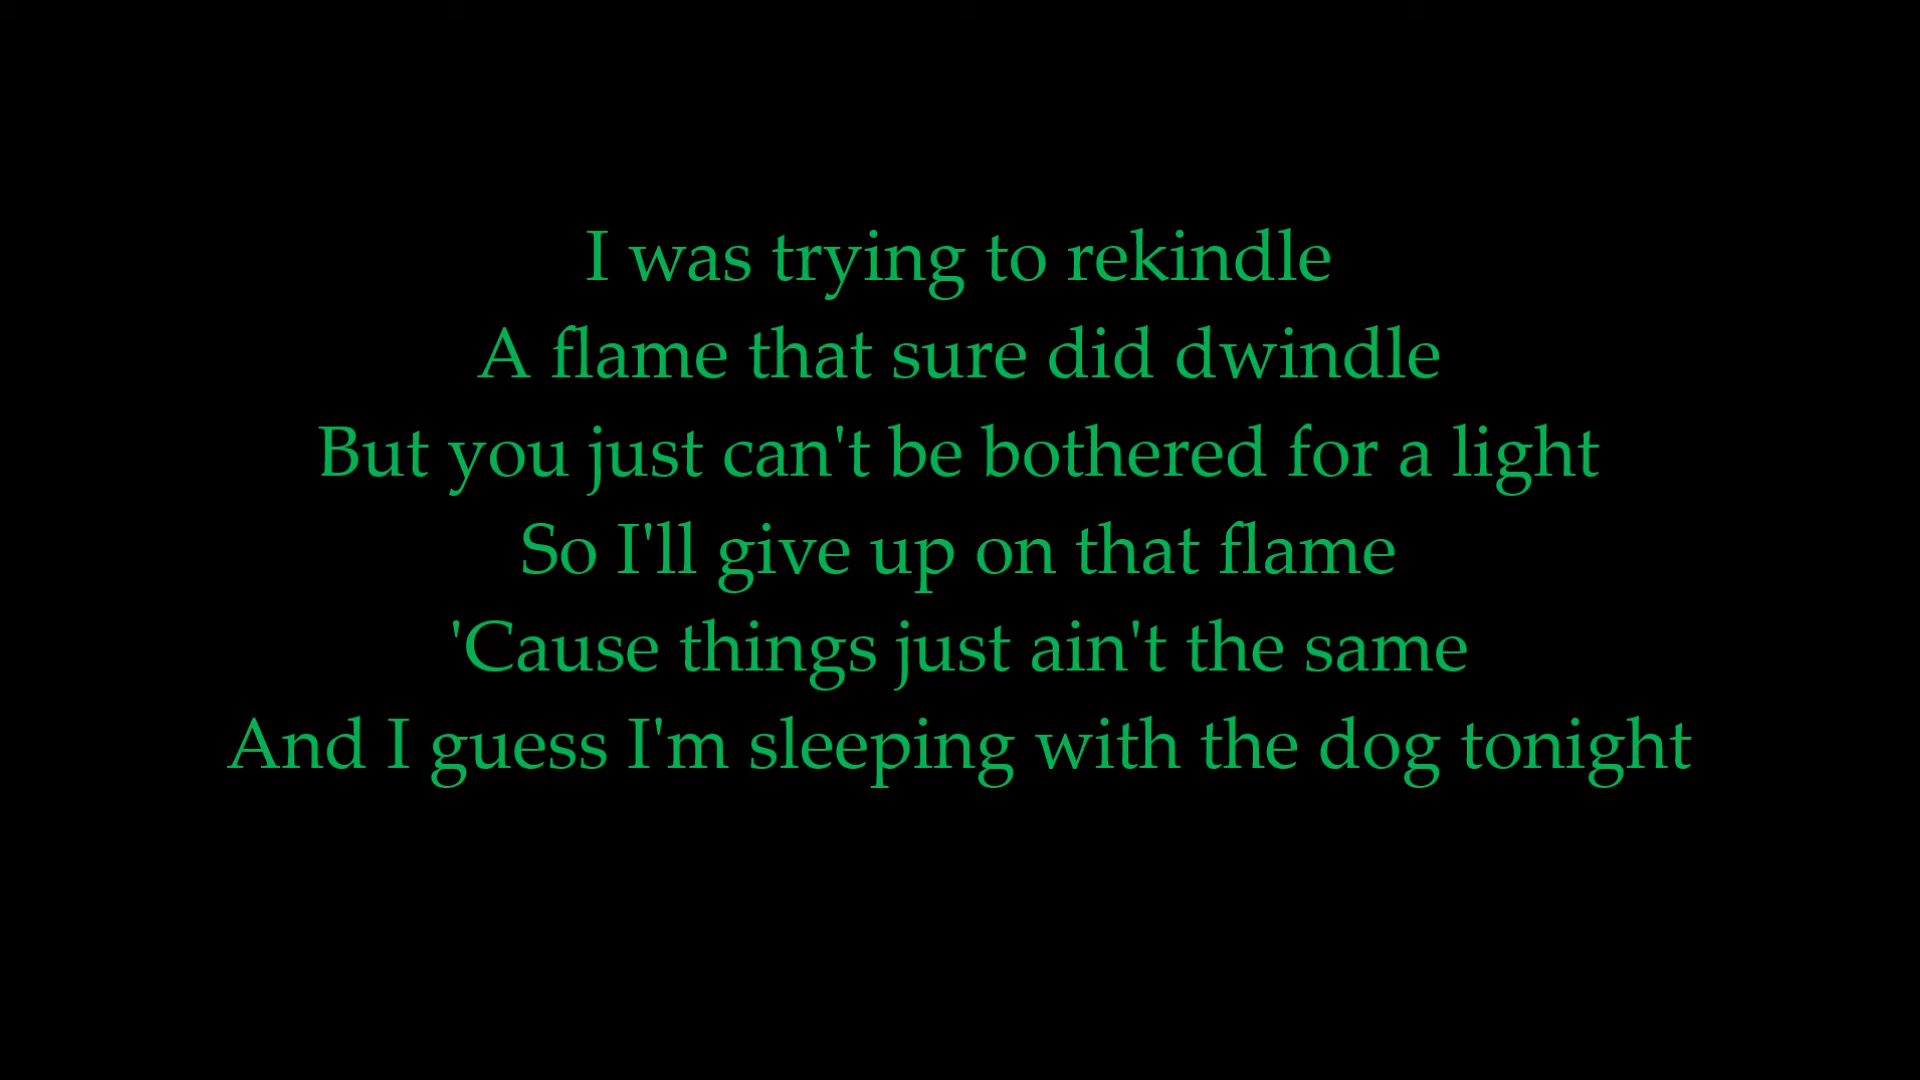 I was trying to rekindle
A flame that sure did dwindle
But you just can't be bothered for a light
So I'll give up on that flame
'Cause things just ain't the same
And I guess I'm sleeping with the dog tonight